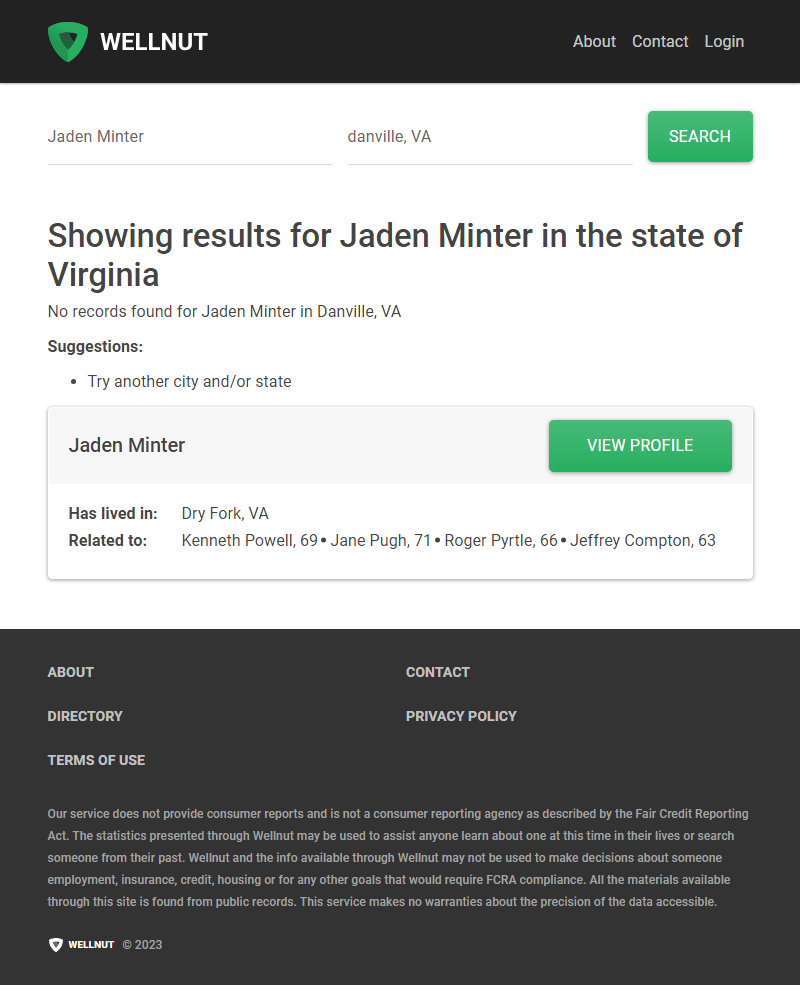 WELLNUT
About Contact Login
Jaden Minter danville, VA SEARCH
Showing results for Jaden Minter in the state of
Virginia
No records found for Jaden Minter in Danville, VA
Suggestions:
• Try another city and/or state
Jaden Minter VIEW PROFILE
Has lived in: Dry Fork, VA
Related to: Kenneth Powell, 69 • Jane Pugh, 71 • Roger Pyrtle, 66 • Jeffrey Compton, 63
ABOUT CONTACT
DIRECTORY PRIVACY POLICY
TERMS OF USE
Our service does not provide consumer reports and is not a consumer reporting agency as described by the Fair Credit Reporting
Act. The statistics presented through Wellnut may be used to assist anyone learn about one at this time in their lives or search
someone from their past. Wellnut and the info available through Wellnut may not be used to make decisions about someone
employment, insurance, credit, housing or for any other goals that would require FCRA compliance. All the materials available
through this site is found from public records. This service makes no warranties about the precision of the data accessible.
WELLNUT © 2023